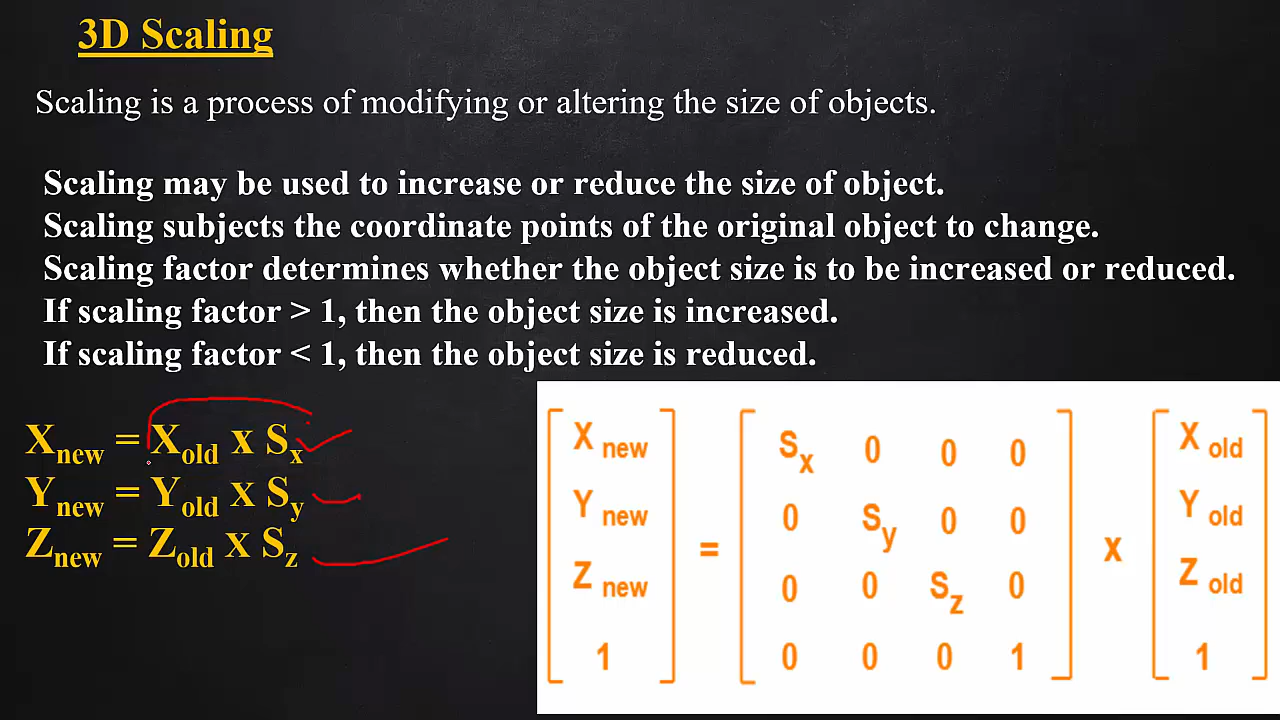 3D Scaling
Scaling is a process of modifying or altering the size of objects.
Scaling may be used to increase or reduce the size of object.
Scaling subjects the coordinate points of the original object to change.
Scaling factor determines whether the object size is to be increased or reduced.
If scaling factor > 1, then the object size is increased.
If scaling factor < 1, then the object size is reduced.
Xnew = Xold x Sx
Ynew = Yold x Sy
Znew = Zold x Sz
X new Sx 0 0 0 X old
Y new 0 Sy 0 0 Y old
= x
Z new 0 0 Sz 0 Z old
1 0 0 0 1 1